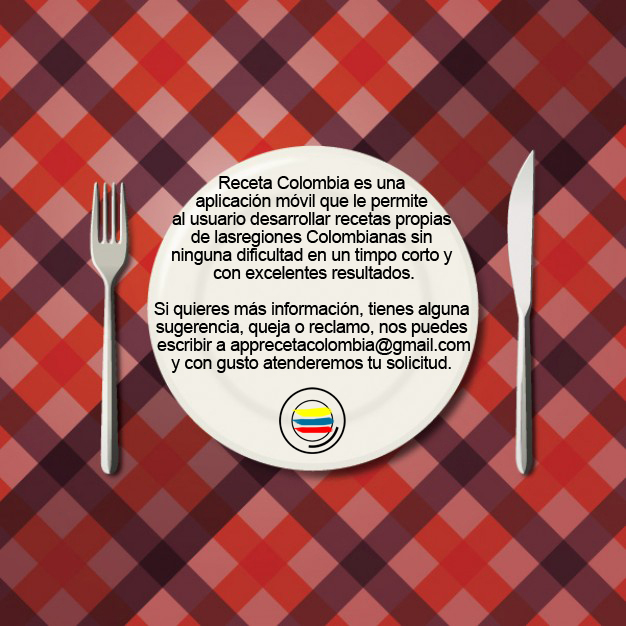 Receta Colombia es una
aplicación móvil que le permite
al usuario desarrollar recetas propias
de lasregiones Colombianas sin
ninguna dificultad en un timpo corto y
con excelentes resultados.
Si quieres más información, tienes alguna
sugerencia, queja o reclamo, nos puedes
escribir a apprecetacolombia@gmail.com
y con gusto atenderemos tu solicitud.